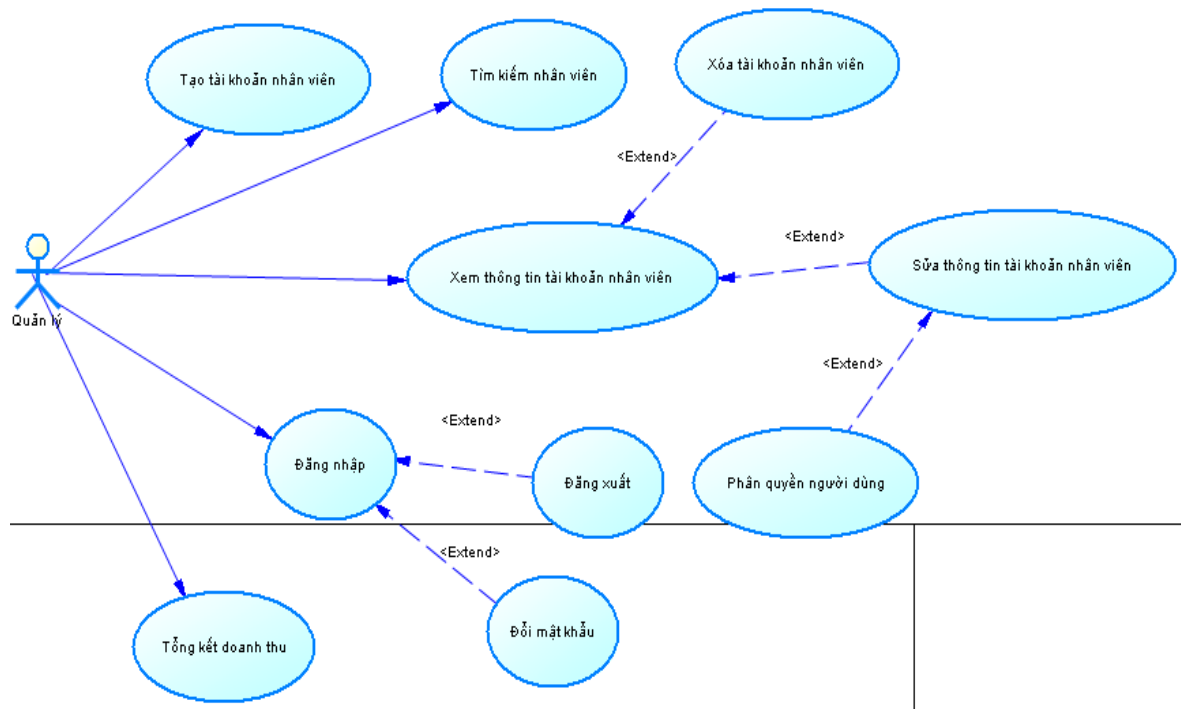 Tạo tài khoản nhân viên
Tìm kiếm nhân viên
Xóa tài khoản nhân viên
<Extend>
<Extend>
Xem thông tin tài khoản nhân viên
Sửa thông tin tài khoản nhân viên
Quản lý
<Extend>
<Extend>
Đăng nhập
Đăng xuất
Phân quyền người dùng
<Extend>
Tổng kết doanh thu
Đổi mật khẩu